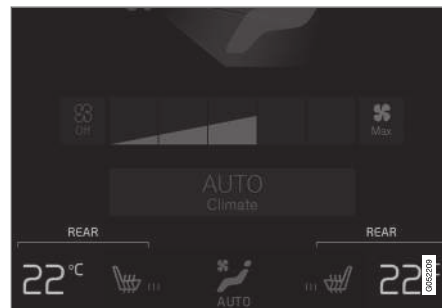 Off
Max
AUTO
Climate
REAR REAR
22°C 22°
AUTO
G052209